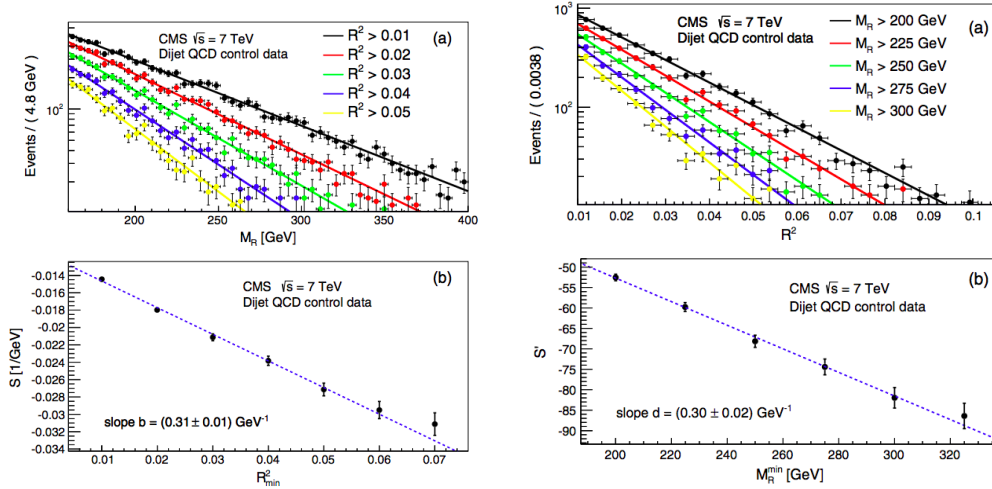 CMS √s = 7 TeV
Dijet QCD control data
R² > 0.01
R² > 0.02
R² > 0.03
R² > 0.04
R² > 0.05
(a)
Events / ( 4.8 GeV )
10²
200 250 300 350 400
M_R [GeV]
CMS √s = 7 TeV
Dijet QCD control data
M_R > 200 GeV
M_R > 225 GeV
M_R > 250 GeV
M_R > 275 GeV
M_R > 300 GeV
a)
Events / ( 0.0038 )
10³
10²
10
0.01 0.02 0.03 0.04 0.05 0.06 0.07 0.08 0.09 0.1
R²
(b)
CMS √s = 7 TeV
Dijet QCD control data
S [1/GeV]
-0.014
-0.016
-0.018
-0.02
-0.022
-0.024
-0.026
-0.028
-0.03
-0.032
-0.034
slope b = (0.31 ± 0.01) GeV⁻¹
0.01 0.02 0.03 0.04 0.05 0.06 0.07
R²_min
(b)
CMS √s = 7 TeV
Dijet QCD control data
S'
-50
-55
-60
-65
-70
-75
-80
-85
-90
slope d = (0.30 ± 0.02) GeV⁻¹
200 220 240 260 280 300 320
M_R^min [GeV]